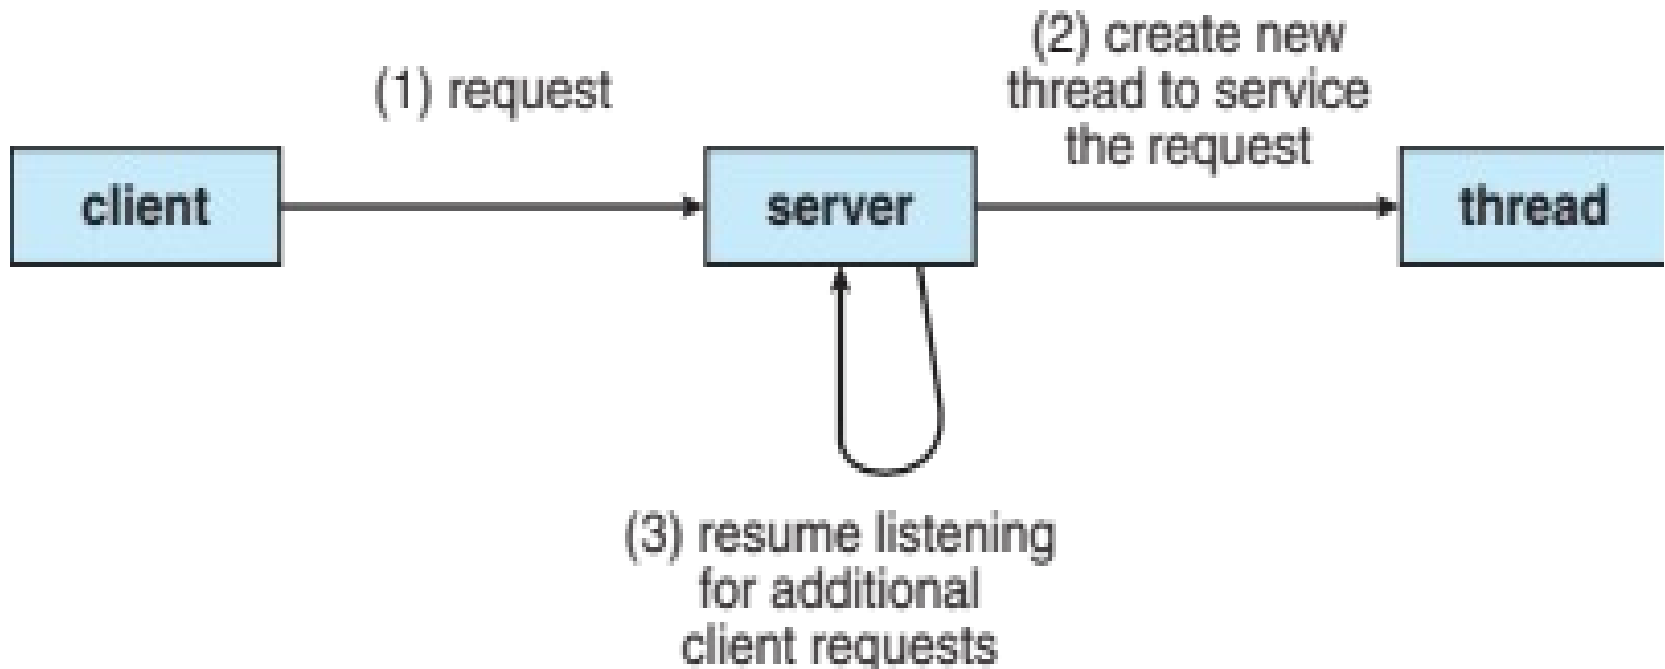 (1) request
(2) create new
thread to service
the request
client
server
thread
(3) resume listening
for additional
client requests